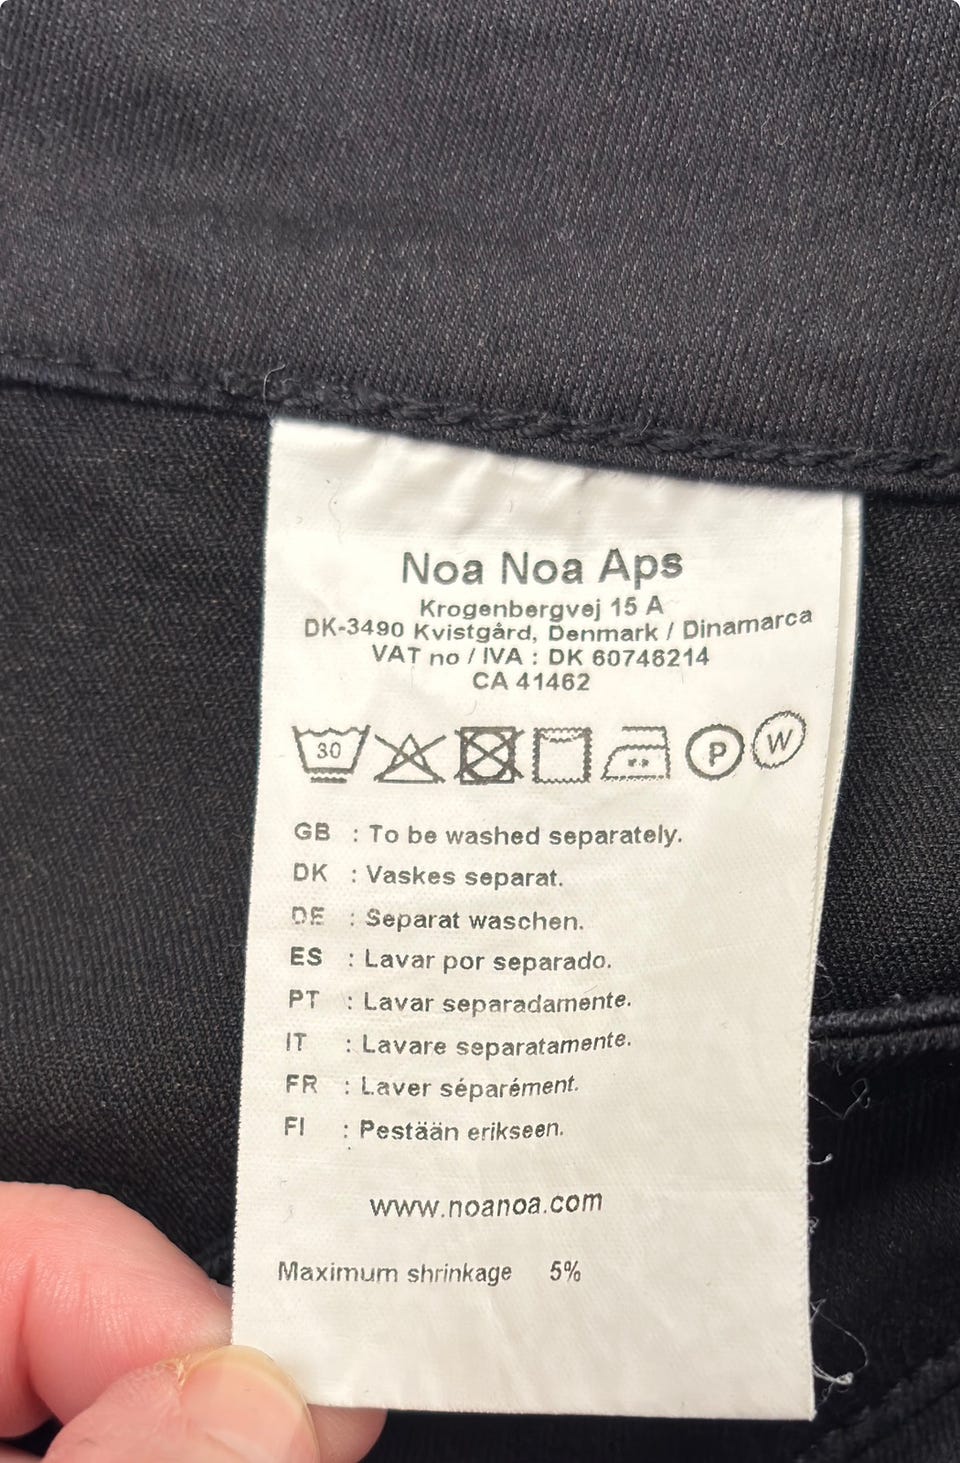 Noa Noa Aps
Krogenbergvej 15 A
DK-3490 Kvistgård, Denmark / Dinamarca
VAT no / IVA : DK 60746214
CA 41462
30 P W
GB : To be washed separately.
DK : Vaskes separat.
DE : Separat waschen.
ES : Lavar por separado.
PT : Lavar separadamente.
IT : Lavare separatamente.
FR : Laver séparément.
FI : Pestään erikseen.
www.noanoa.com
Maximum shrinkage 5%